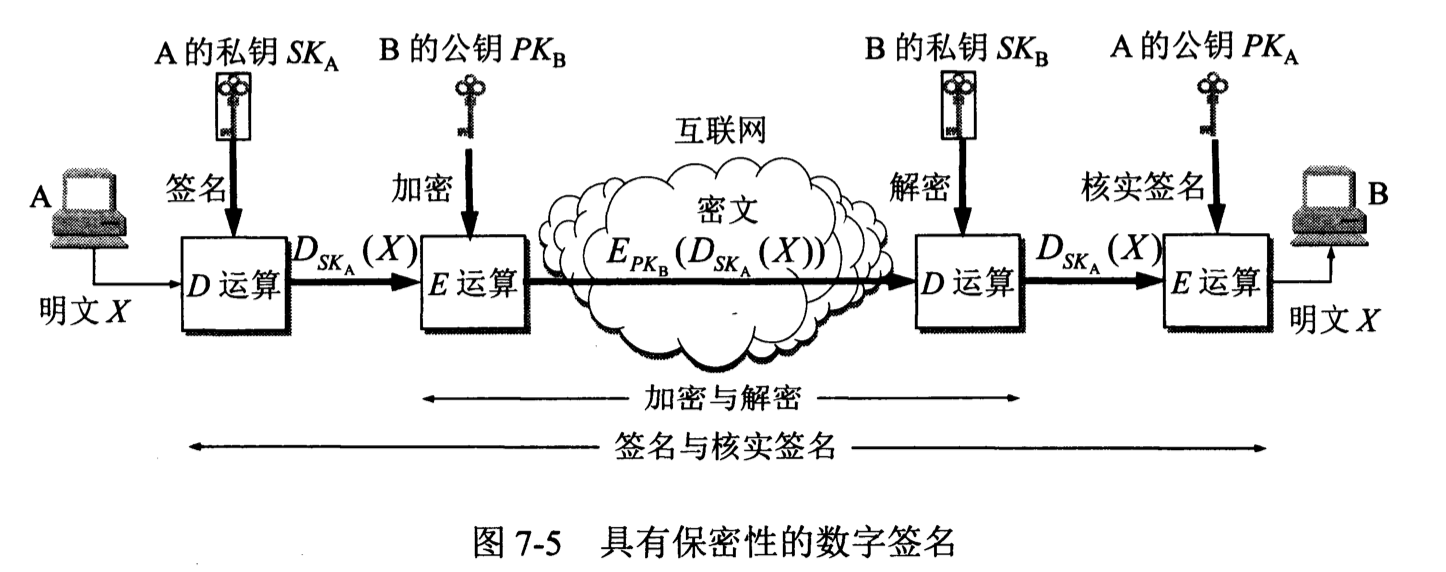 A 的私钥 SK_A
B 的公钥 PK_B
B 的私钥 SK_B
A 的公钥 PK_A
互联网
A
签名
加密
密文
解密
核实签名
B
D 运算
D_{SK_A}(X)
E 运算
E_{PK_B}(D_{SK_A}(X))
D 运算
D_{SK_A}(X)
E 运算
明文 X
明文 X
加密与解密
签名与核实签名
图 7-5 具有保密性的数字签名